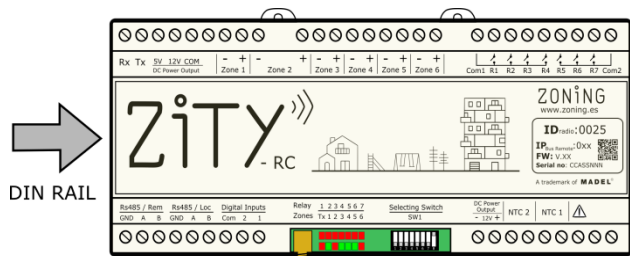 Rx Tx 5V 12V COM - + - + - + - + - + - + Com1 R1 R2 R3 R4 R5 R6 R7 Com2
DC Power Output Zone 1 Zone 2 Zone 3 Zone 4 Zone 5 Zone 6
ZiTY - RC
ZONiNG
www.zoning.es
IDradio:0025
IPBus Remote:0xx
FW: V.XX
Serial no: CCASSNNN
A trademark of MADEL®
DIN RAIL
Rs485 / Rem Rs485 / Loc Digital Inputs Relay 1 2 3 4 5 6 7 Selecting Switch DC Power Output NTC 2 NTC 1
GND A B GND A B Com 2 1 Zones Tx 1 2 3 4 5 6 SW1 - 12V +